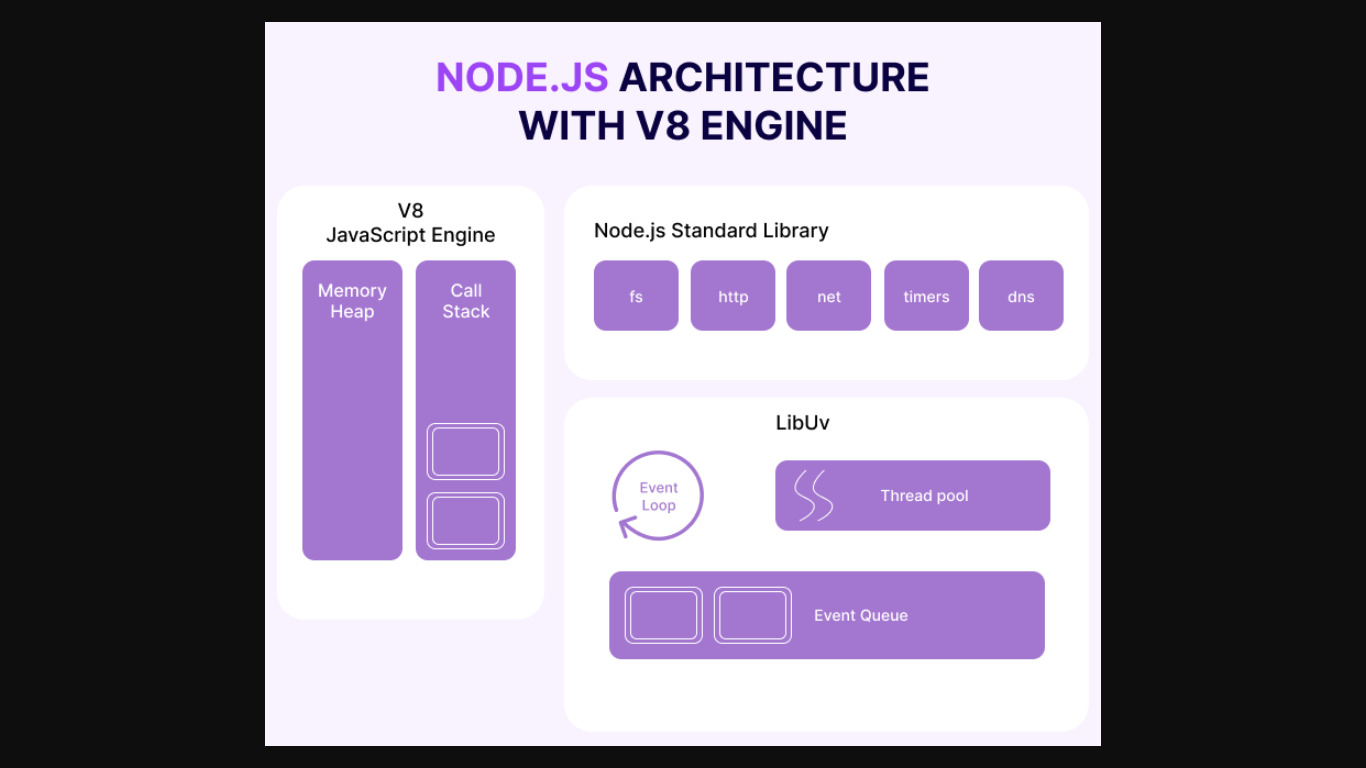 NODE.JS ARCHITECTURE
WITH V8 ENGINE
V8
JavaScript Engine
Memory
Heap
Call
Stack
Node.js Standard Library
fs
http
net
timers
dns
LibUv
Event
Loop
Thread pool
Event Queue